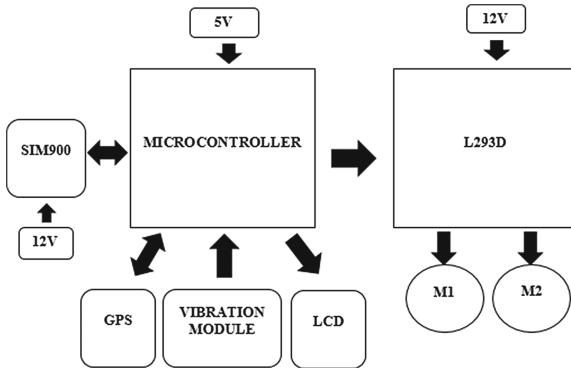 5V
12V
MICROCONTROLLER
L293D
SIM900
12V
M1
M2
GPS
VIBRATION
MODULE
LCD